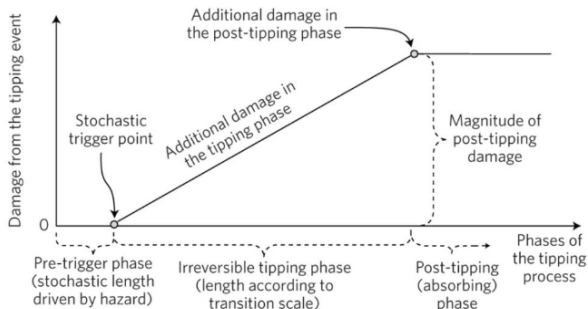 Damage from the tipping event
Additional damage in
the post-tipping phase
Stochastic
trigger point
Additional damage in
the tipping phase
Magnitude of
post-tipping
damage
0
Phases of
the tipping
process
Pre-trigger phase
(stochastic length
driven by hazard)
Irreversible tipping phase
(length according to
transition scale)
Post-tipping
(absorbing)
phase